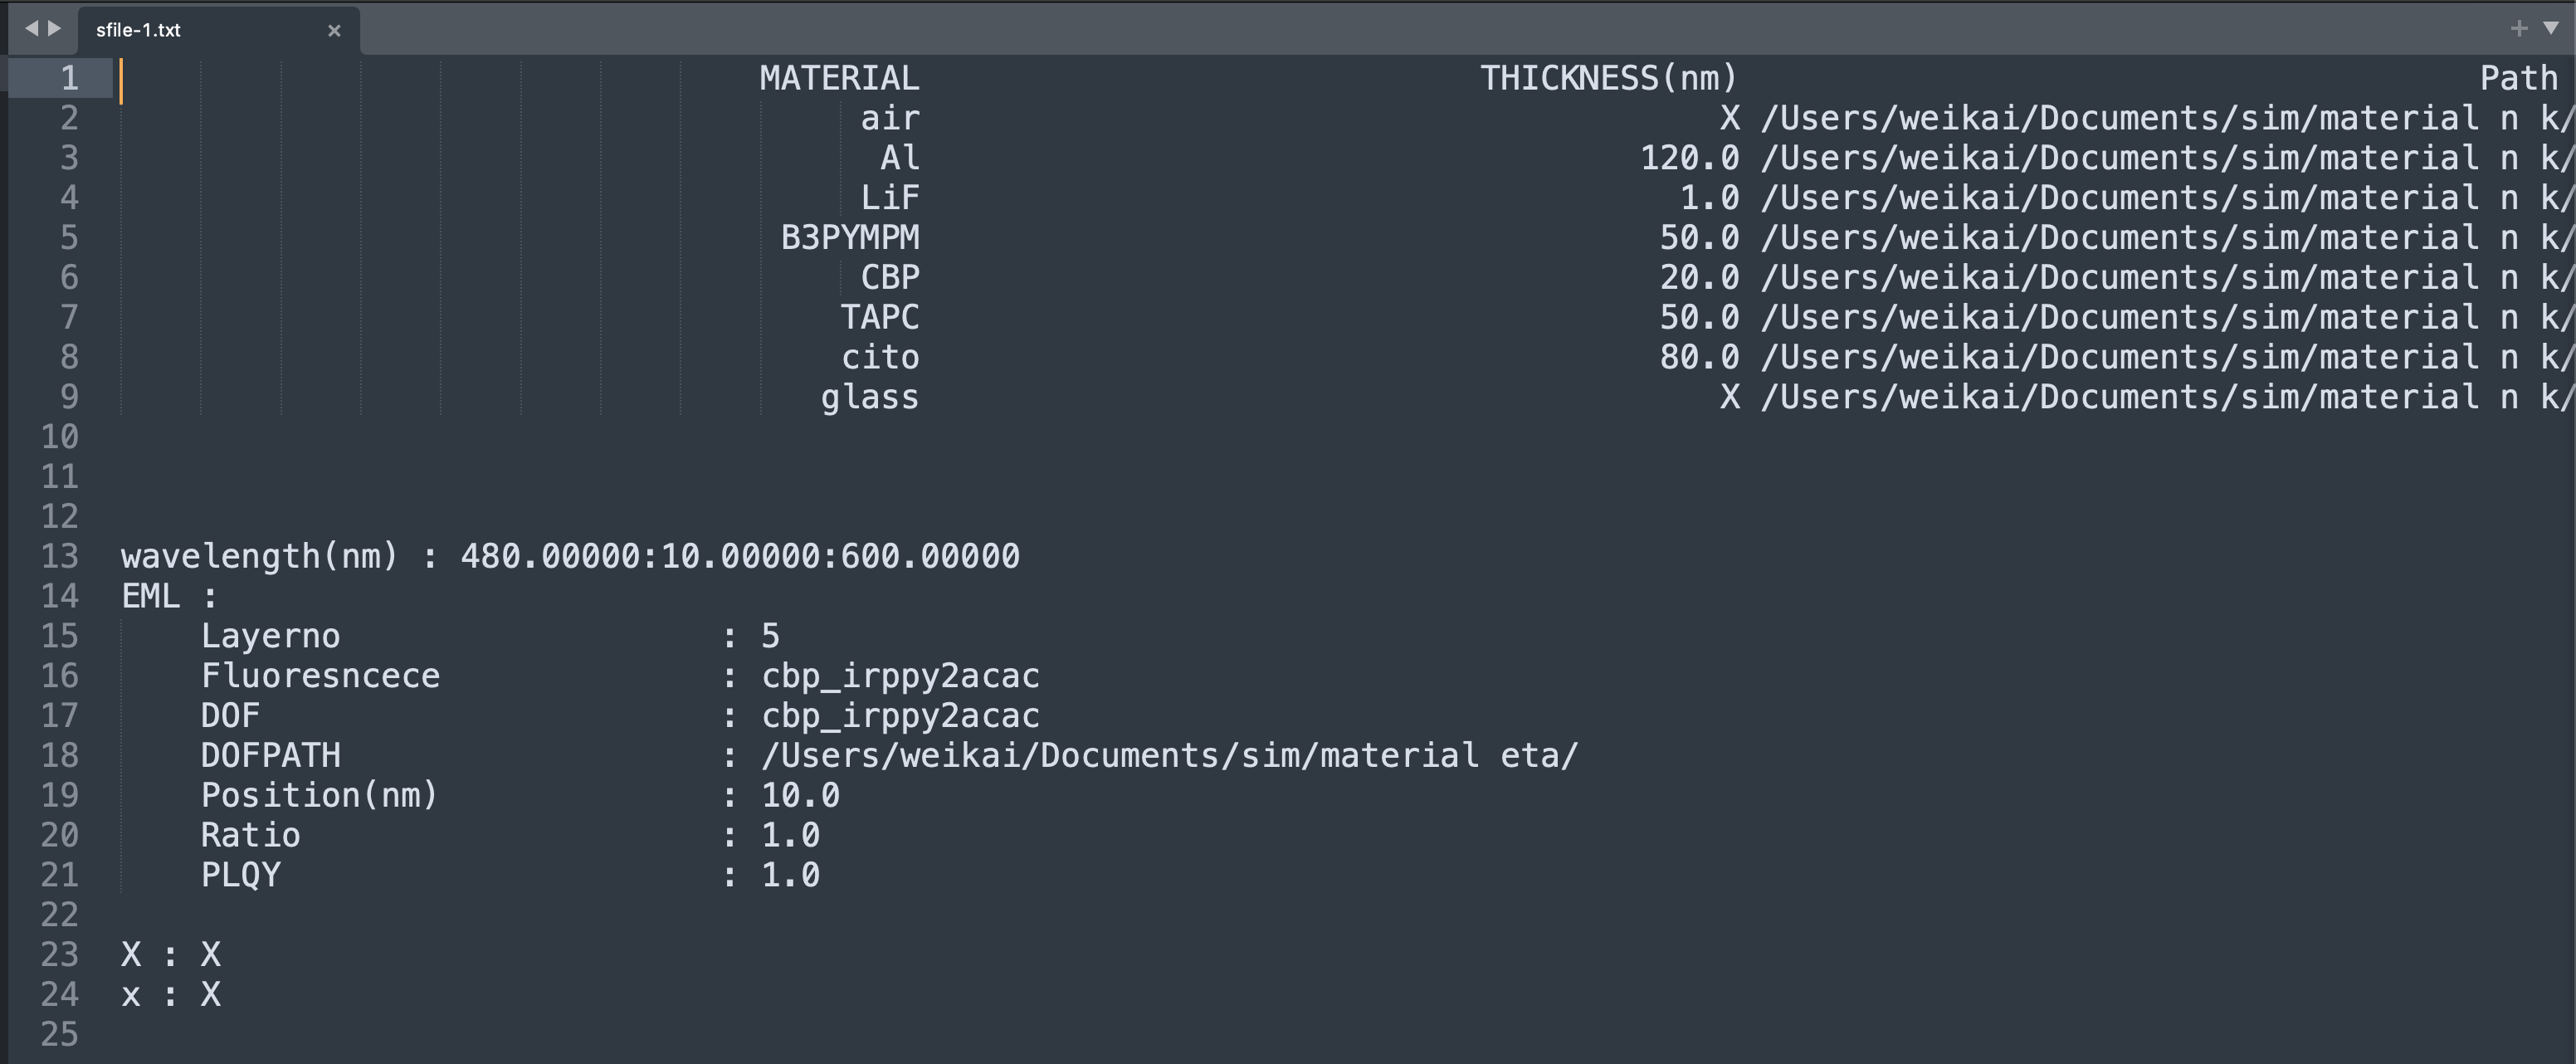 sfile-1.txt
1 MATERIAL THICKNESS(nm) Path
2 air X /Users/weikai/Documents/sim/material n k/
3 Al 120.0 /Users/weikai/Documents/sim/material n k/
4 LiF 1.0 /Users/weikai/Documents/sim/material n k/
5 B3PYMPM 50.0 /Users/weikai/Documents/sim/material n k/
6 CBP 20.0 /Users/weikai/Documents/sim/material n k/
7 TAPC 50.0 /Users/weikai/Documents/sim/material n k/
8 cito 80.0 /Users/weikai/Documents/sim/material n k/
9 glass X /Users/weikai/Documents/sim/material n k/
10
11
12
13 wavelength(nm) : 480.00000:10.00000:600.00000
14 EML :
15 Layerno : 5
16 Fluoresncece : cbp_irppy2acac
17 DOF : cbp_irppy2acac
18 DOFPATH : /Users/weikai/Documents/sim/material eta/
19 Position(nm) : 10.0
20 Ratio : 1.0
21 PLQY : 1.0
22
23 X : X
24 x : X
25